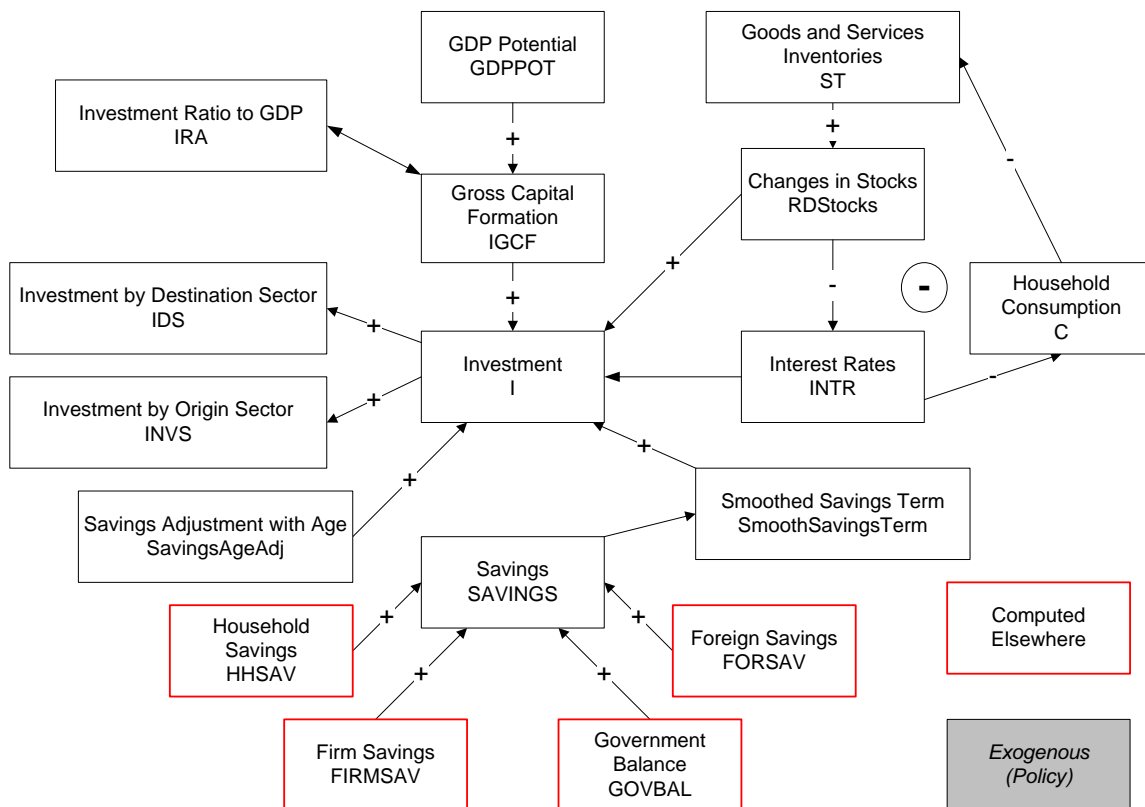 GDP Potential
GDPPOT
Goods and Services
Inventories
ST
Investment Ratio to GDP
IRA
+
+
-
Gross Capital
Formation
IGCF
Changes in Stocks
RDStocks
+
+
-
-
Household
Consumption
C
Investment by Destination Sector
IDS
+
Investment
I
Interest Rates
INTR
-
Investment by Origin Sector
INVS
+
+
+
Savings Adjustment with Age
SavingsAgeAdj
Smoothed Savings Term
SmoothSavingsTerm
Savings
SAVINGS
Household
Savings
HHSAV
+
+
Foreign Savings
FORSAV
Computed
Elsewhere
+
+
Firm Savings
FIRMSAV
Government
Balance
GOVBAL
Exogenous
(Policy)